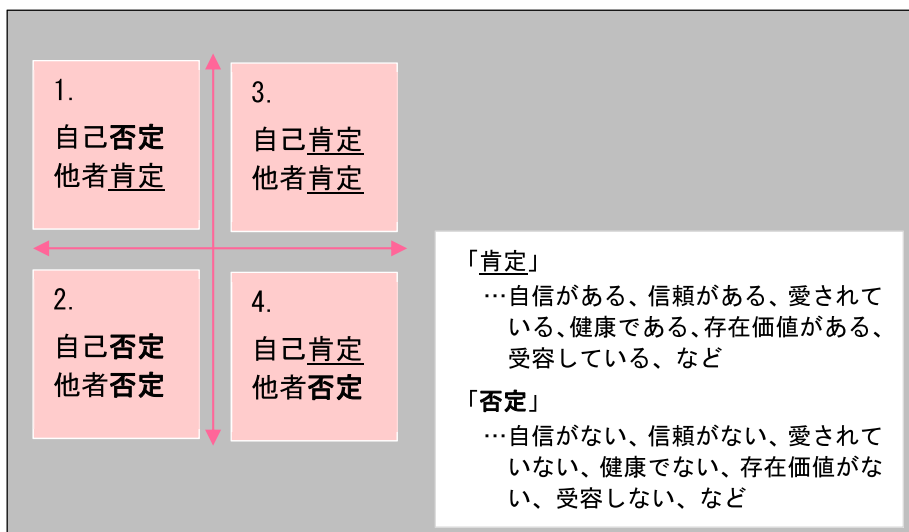 1.
自己否定
他者肯定
3.
自己肯定
他者肯定
2.
自己否定
他者否定
4.
自己肯定
他者否定
「肯定」
…自信がある、信頼がある、愛されて
いる、健康である、存在価値がある、
受容している、など
「否定」
…自信がない、信頼がない、愛されて
いない、健康でない、存在価値がな
い、受容しない、など